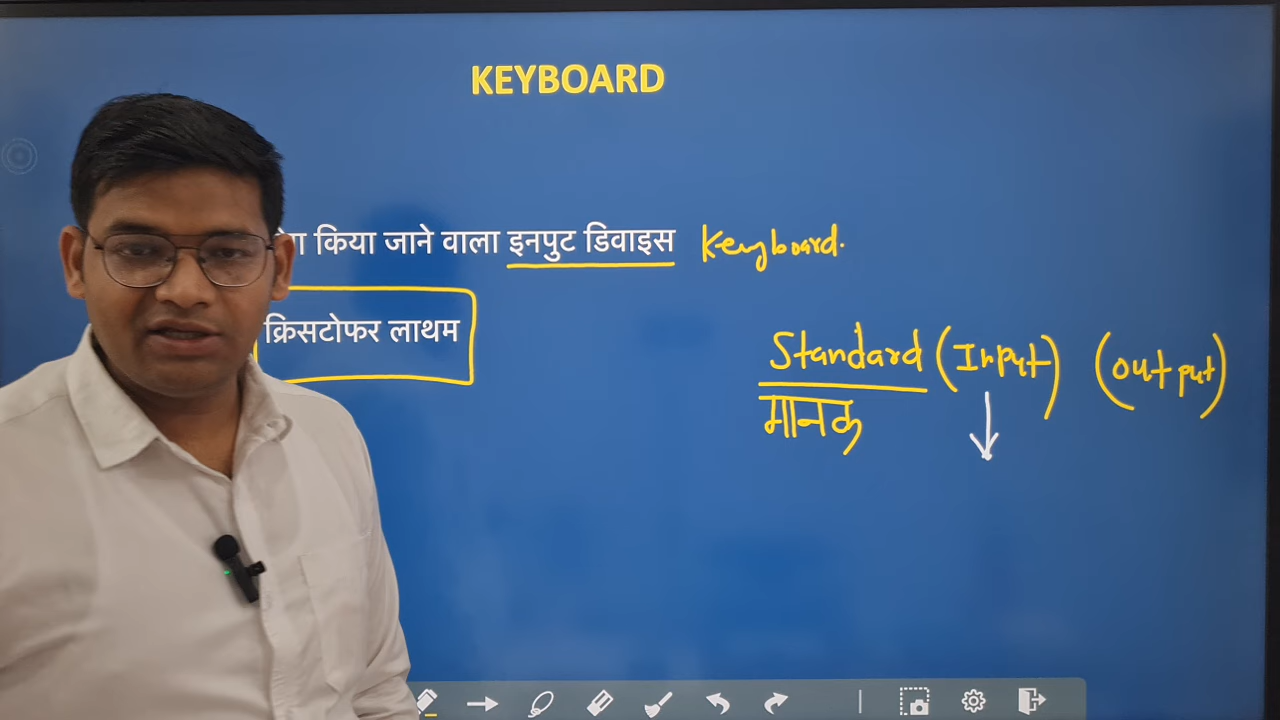 KEYBOARD
किया जाने वाला इनपुट डिवाइस Keyboard.
क्रिसटोफर लाथम
Standard (Input) (output)
मानक